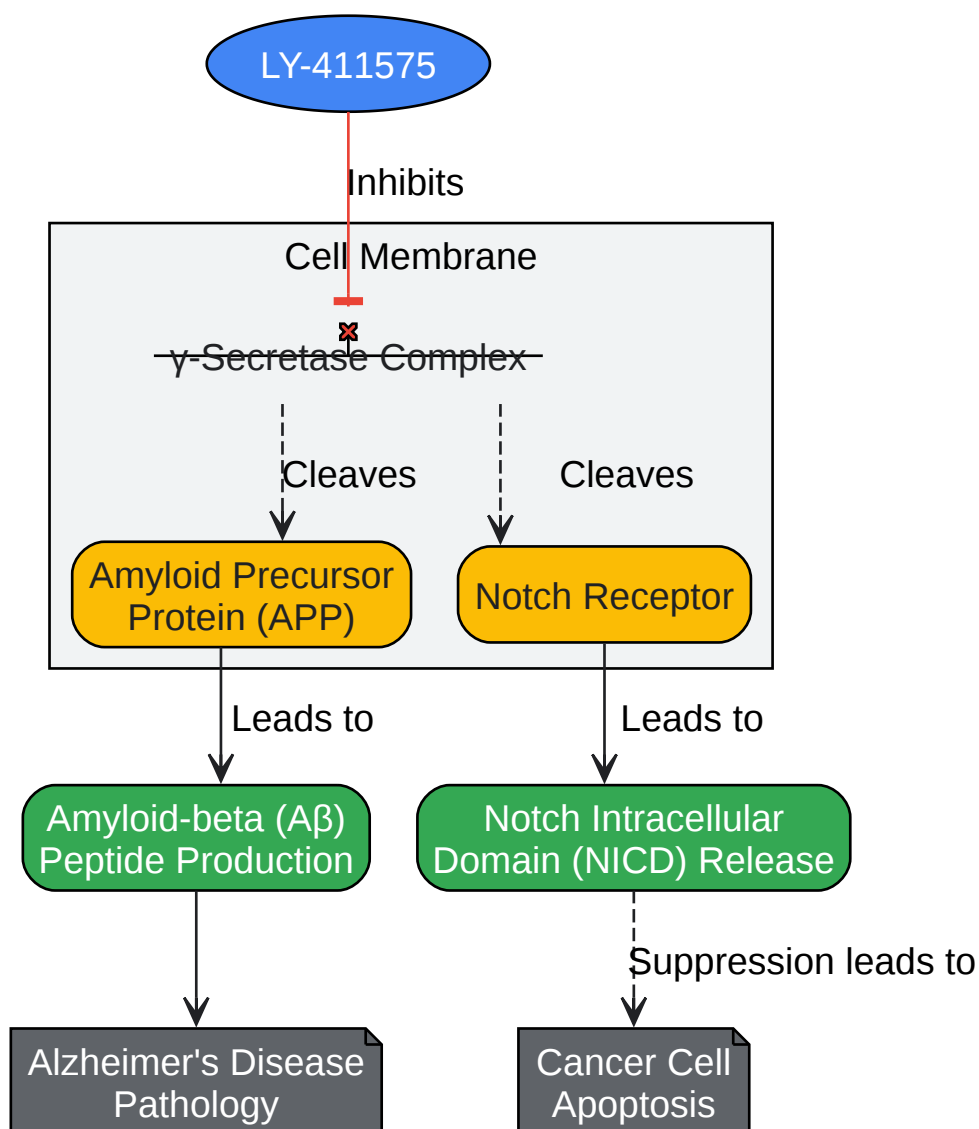 LY-411575
Inhibits
Cell Membrane
γ-Secretase Complex
Cleaves
Cleaves
Amyloid Precursor
Protein (APP)
Notch Receptor
Leads to
Leads to
Amyloid-beta (Aβ)
Peptide Production
Notch Intracellular
Domain (NICD) Release
Suppression leads to
Alzheimer's Disease
Pathology
Cancer Cell
Apoptosis